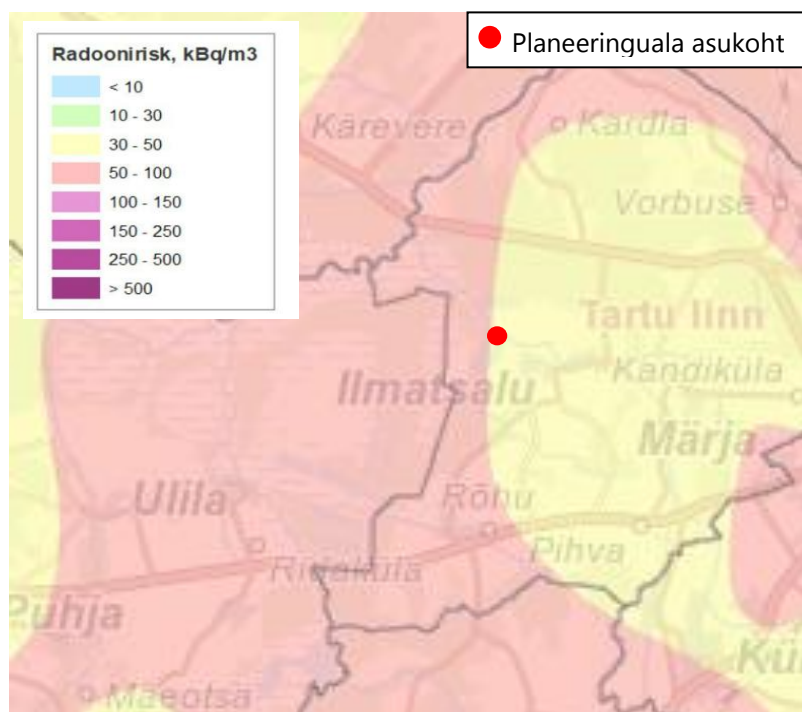 Planeeringuala asukoht
Radoonirisk, kBq/m3
< 10
10 - 30
30 - 50
50 - 100
100 - 150
150 - 250
250 - 500
> 500
Kärevere
Kardla
Vorbuse
Tartu linn
Kandiküla
Ilmatsalu
Märja
Ulila
Rõhu
Pihva
Puhja
Mäeotsa